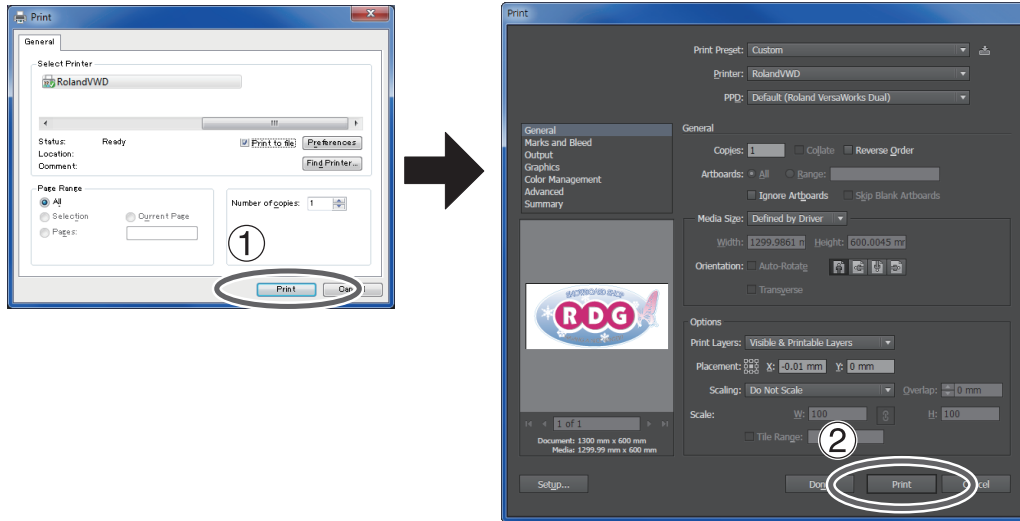 Print
General
Select Printer
RolandVWD
Status: Ready
Location:
Comment:
Print to file
Preferences
Find Printer...
Page Range
All
Selection
Current Page
Pages:
Number of copies: 1
1
Print
Print
Print Preset: Custom
Printer: RolandVWD
PPD: Default (Roland VersaWorks Dual)
General
Marks and Bleed
Output
Graphics
Color Management
Advanced
Summary
General
Copies: 1 Collate Reverse Order
Artboards: All Range:
Ignore Artboards Skip Blank Artboards
Media Size: Defined by Driver
Width: 1299.9861 Height: 600.0045
Orientation: Auto-Rotate
Transverse
BACKBOARD SHOP
RDG
1 of 1
Document: 1300 mm x 600 mm
Media: 1299.99 mm x 600 mm
Options
Print Layers: Visible & Printable Layers
Placement: X: -0.01 mm Y: 0 mm
Scaling: Do Not Scale Overlap: 0 mm
Scale: W: 100 H: 100
Tile Range:
2
Setup...
Print